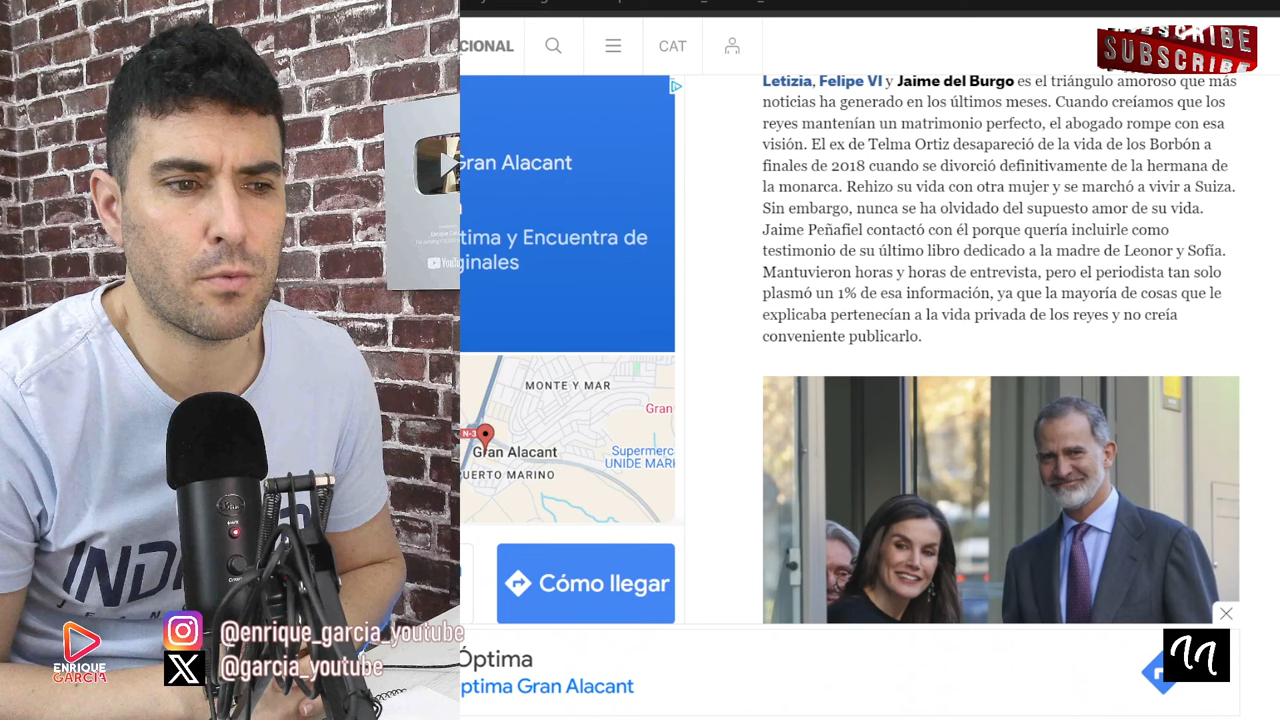 CIONAL
CAT
SUBSCRIBE
SUBSCRIBE
Letizia, Felipe VI y Jaime del Burgo es el triángulo amoroso que más
noticias ha generado en los últimos meses. Cuando creíamos que los
reyes mantenían un matrimonio perfecto, el abogado rompe con esa
visión. El ex de Telma Ortiz desapareció de la vida de los Borbón a
finales de 2018 cuando se divorció definitivamente de la hermana de
la monarca. Rehizo su vida con otra mujer y se marchó a vivir a Suiza.
Sin embargo, nunca se ha olvidado del supuesto amor de su vida.
Jaime Peñafiel contactó con él porque quería incluirle como
testimonio de su último libro dedicado a la madre de Leonor y Sofía.
Mantuvieron horas y horas de entrevista, pero el periodista tan solo
plasmó un 1% de esa información, ya que la mayoría de cosas que le
explicaba pertenecían a la vida privada de los reyes y no creía
conveniente publicarlo.
Gran Alacant
tima y Encuentra de
ginales
MONTE Y MAR
Gran
N-3
Gran Alacant
Supermerc
UNIDE MARK
UERTO MARINO
Cómo llegar
Óptima
ptima Gran Alacant
YouTube
INDI
JEANS
ENRIQUE
GARCIA
@enrique_garcia_youtube
@garcia_youtube